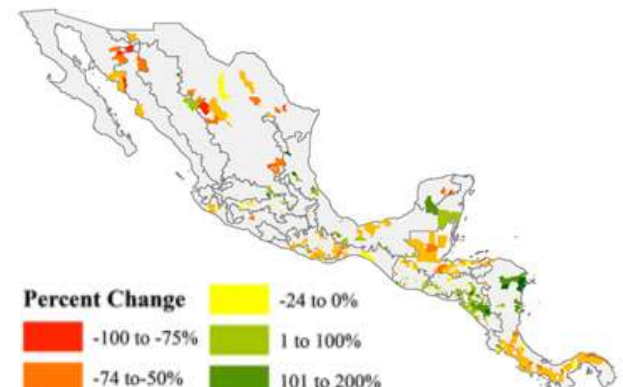 Percent Change
-100 to -75%
-74 to-50%
-24 to 0%
1 to 100%
101 to 200%